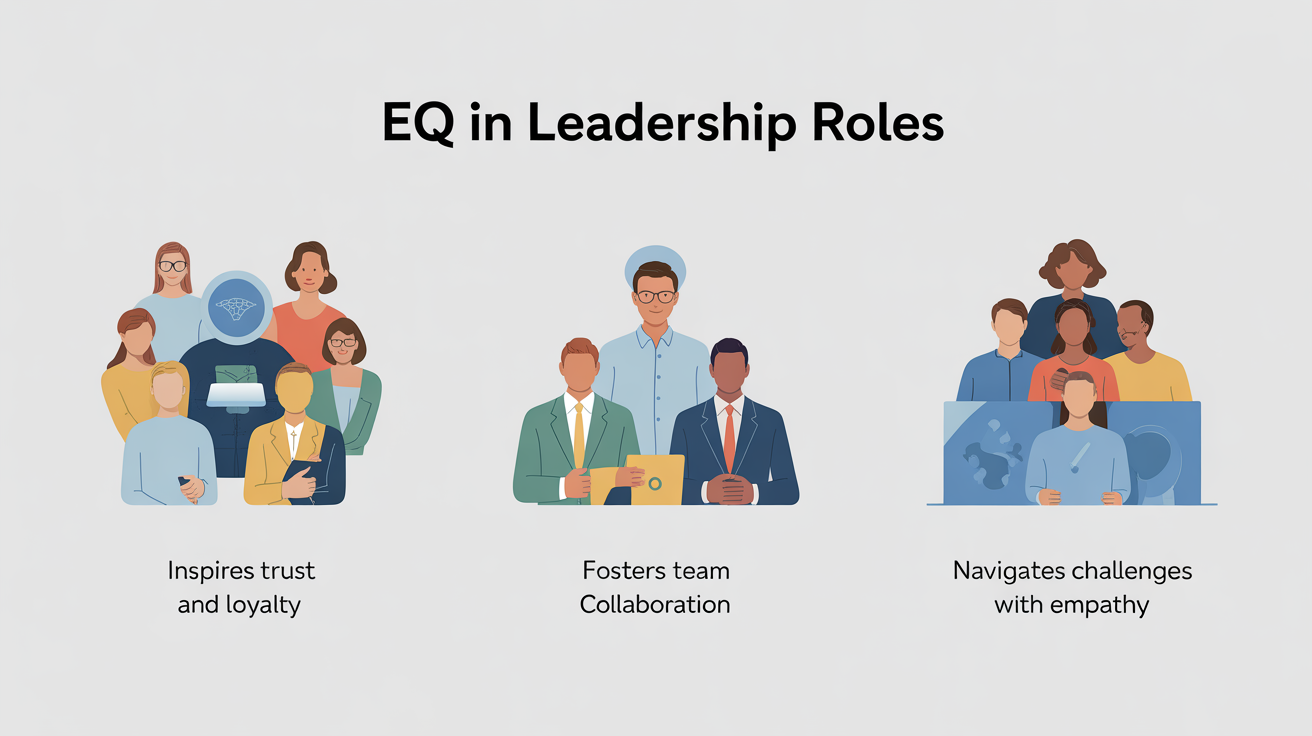 EQ in Leadership Roles
Inspires trust
and loyalty
Fosters team
Collaboration
Navigates challenges
with empathy